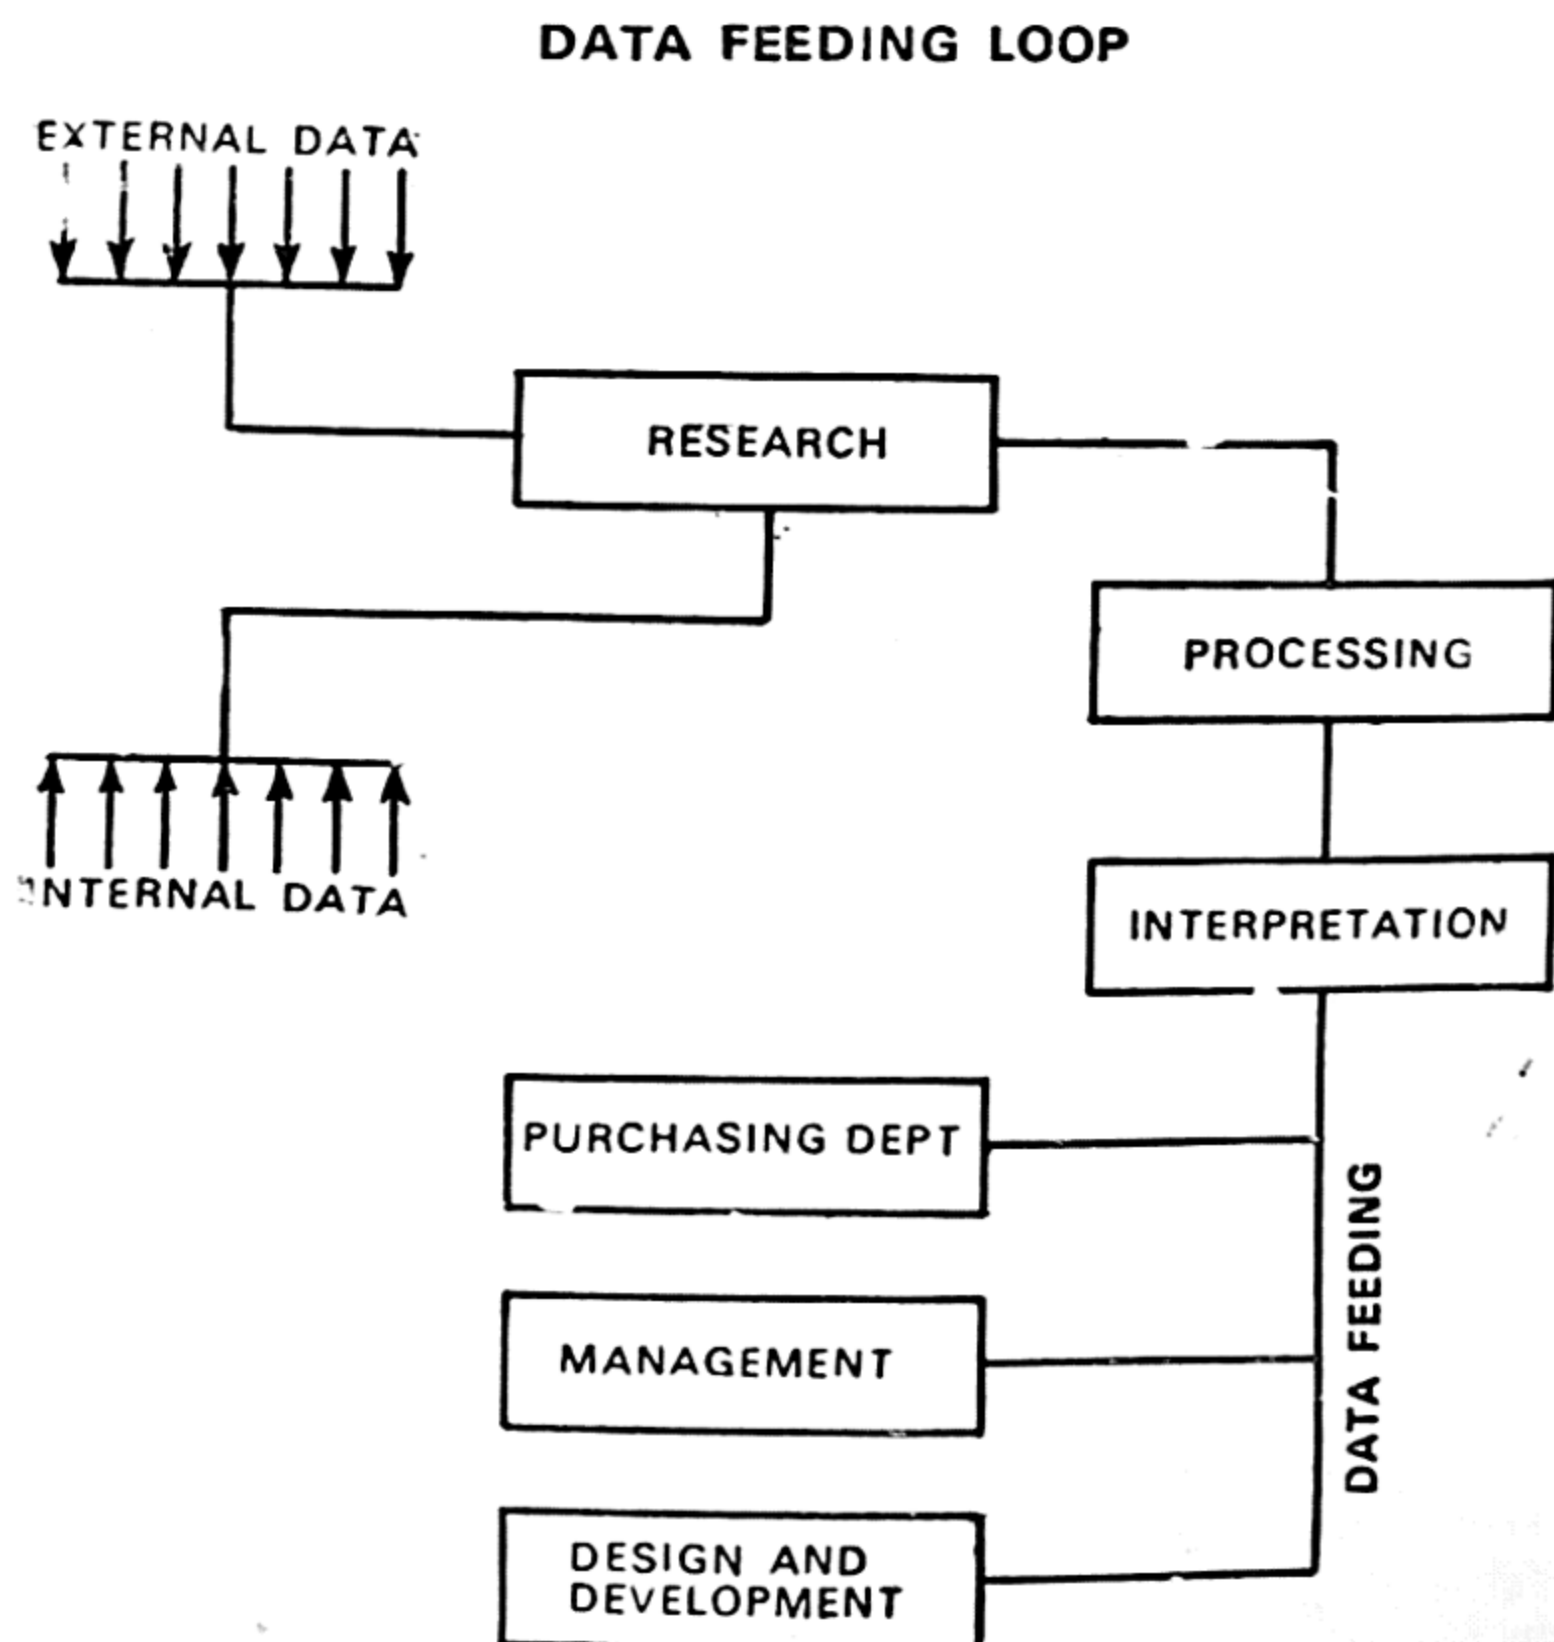 DATA FEEDING LOOP
EXTERNAL DATA
RESEARCH
PROCESSING
INTERNAL DATA
INTERPRETATION
PURCHASING DEPT
DATA FEEDING
MANAGEMENT
DESIGN AND
DEVELOPMENT